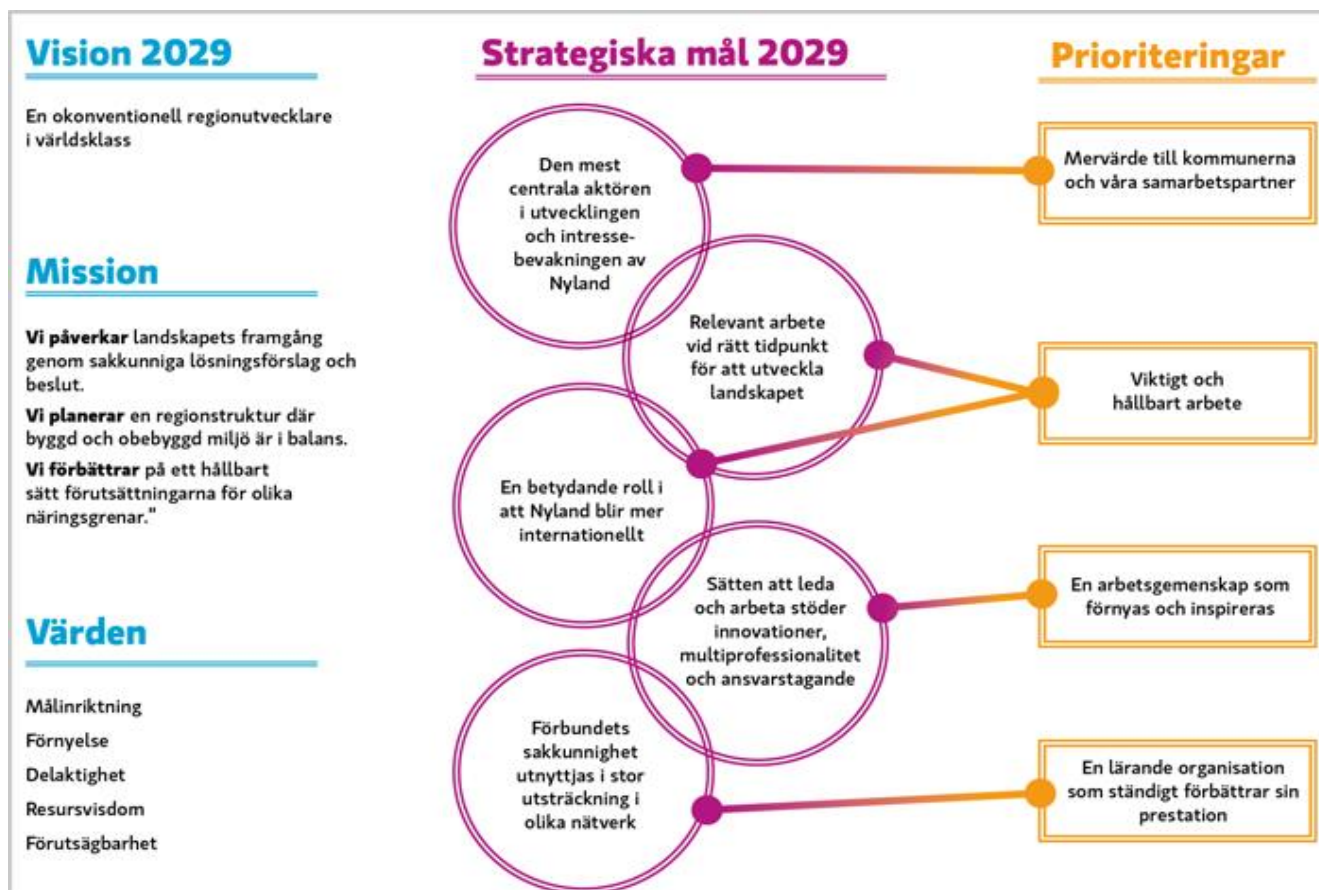 Vision 2029
En okonventionell regionutvecklare
i världsklass
Mission
Vi påverkar landskapets framgång
genom sakkunniga lösningsförslag och
beslut.
Vi planerar en regionstruktur där
byggd och obebyggd miljö är i balans.
Vi förbättrar på ett hållbart
sätt förutsättningarna för olika
näringsgrenar."
Värden
Målinriktning
Förnyelse
Delaktighet
Resursvisdom
Förutsägbarhet
Strategiska mål 2029
Den mest
centrala aktören
i utvecklingen
och intresse-
bevakningen av
Nyland
Relevant arbete
vid rätt tidpunkt
för att utveckla
landskapet
En betydande roll i
att Nyland blir mer
internationellt
Sätten att leda
och arbeta stöder
innovationer,
multiprofessionalitet
och ansvarstagande
Förbundets
sakkunnighet
utnyttjas i stor
utsträckning i
olika nätverk
Prioriteringar
Mervärde till kommunerna
och våra samarbetspartner
Viktigt och
hållbart arbete
En arbetsgemenskap som
förnyas och inspireras
En lärande organisation
som ständigt förbättrar sin
prestation